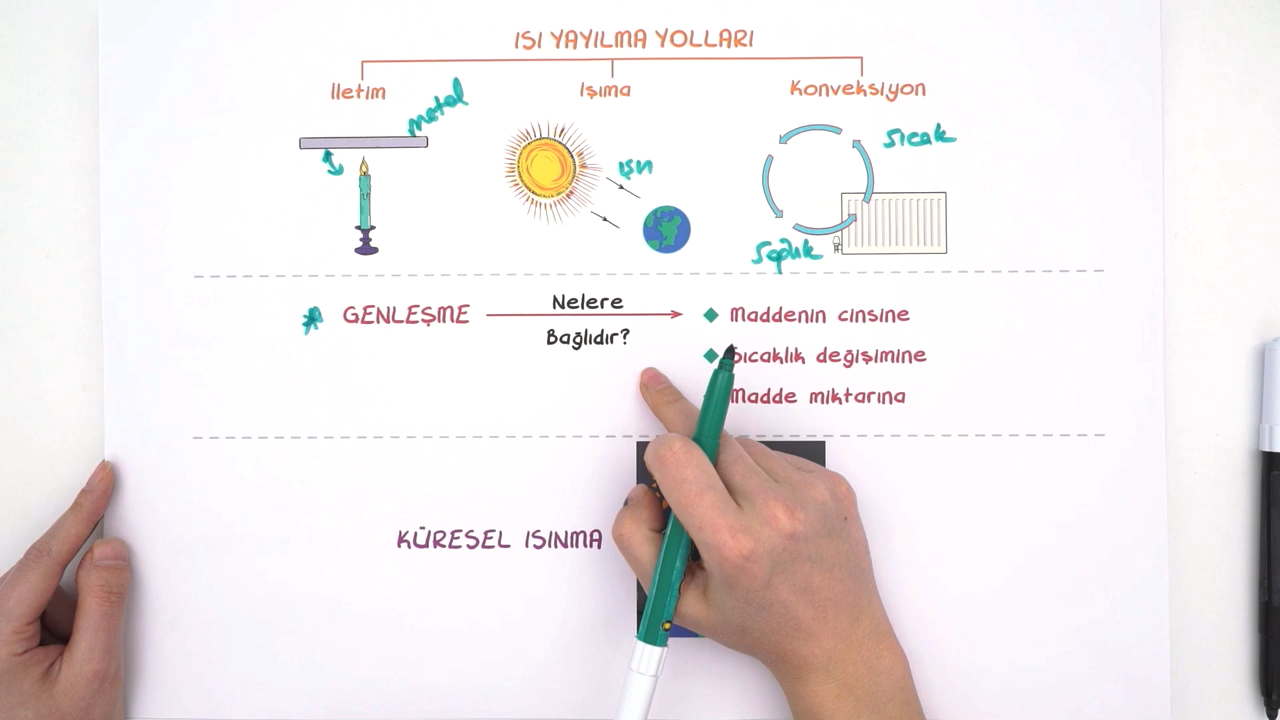 ISI YAYILMA YOLLARI
İletim
Işıma
Konveksiyon
metal
ışın
sıcak
soğuk
GENLEŞME
Nelere
Bağlıdır?
Maddenin cinsine
Sıcaklık değişimine
Madde miktarına
KÜRESEL ISINMA